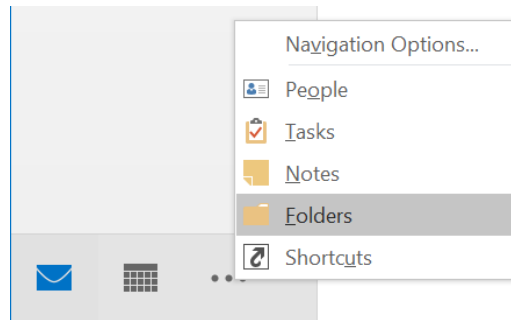 Navigation Options...
People
Tasks
Notes
Folders
Shortcuts